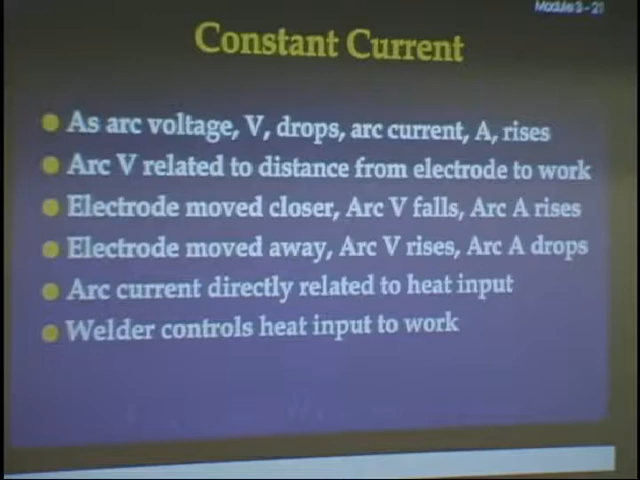 Module 3 - 21
Constant Current
As arc voltage, V, drops, arc current, A, rises
Arc V related to distance from electrode to work
Electrode moved closer, Arc V falls, Arc A rises
Electrode moved away, Arc V rises, Arc A drops
Arc current directly related to heat input
Welder controls heat input to work